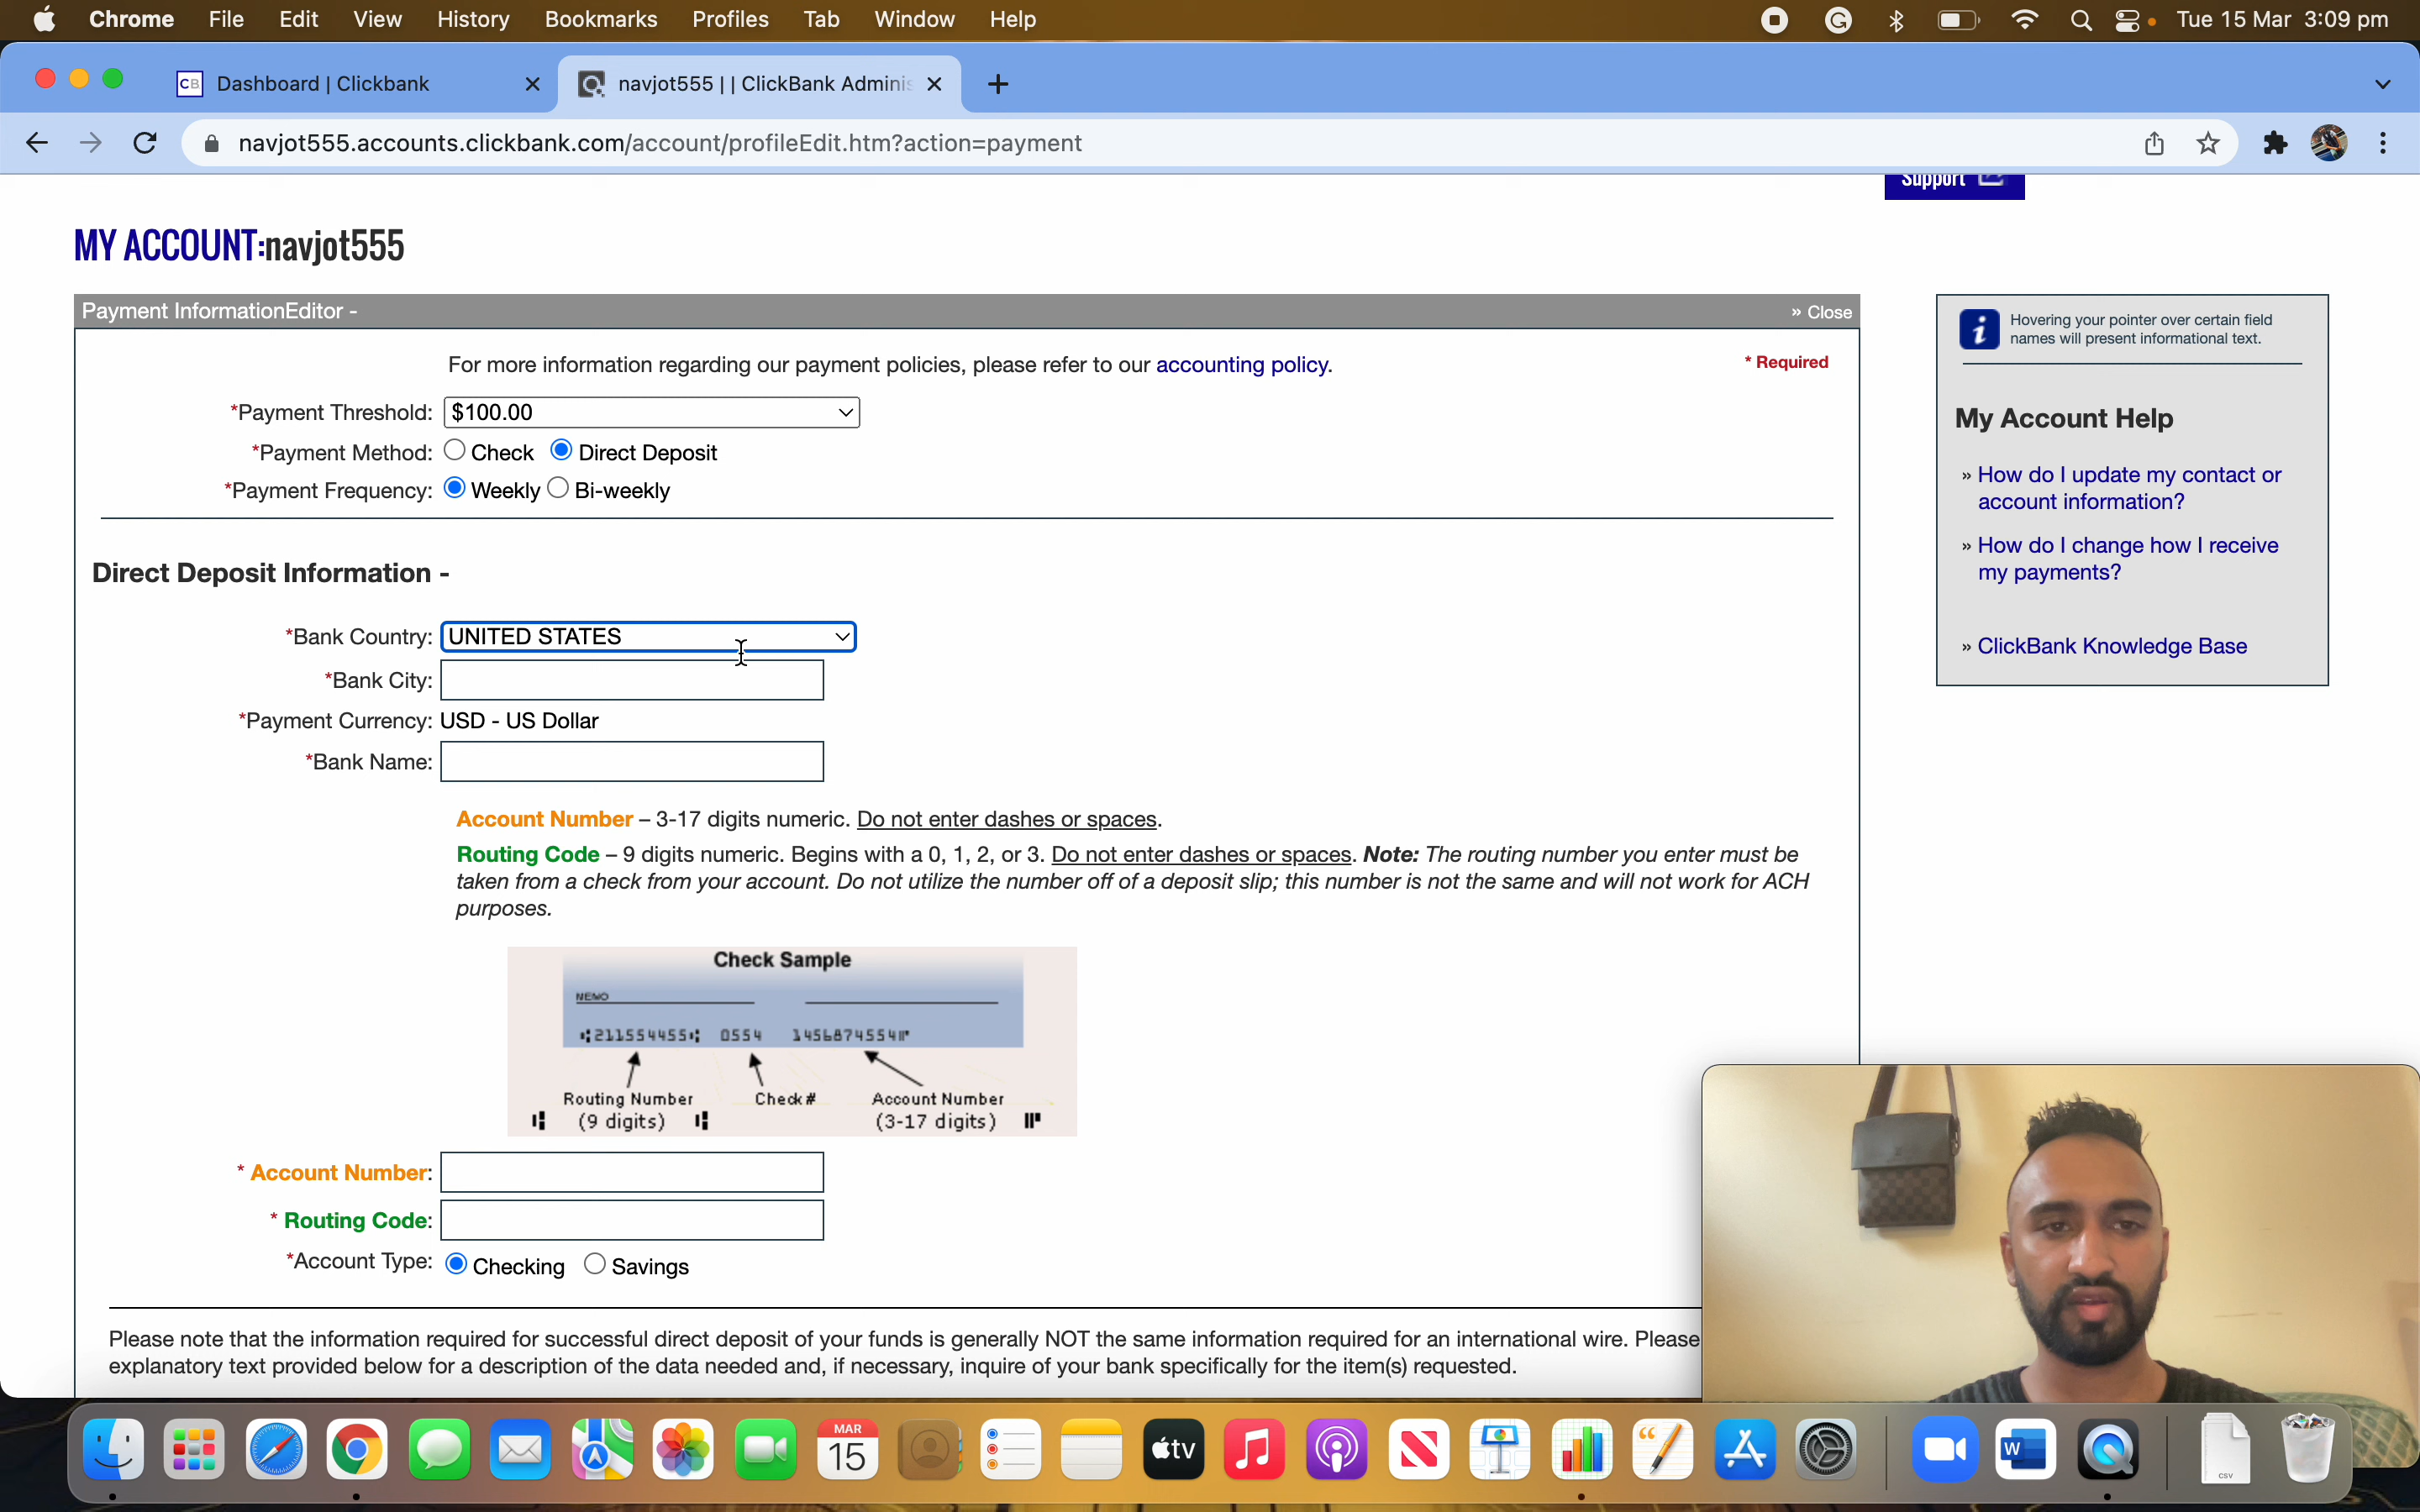 Chrome File Edit View History Bookmarks Profiles Tab Window Help Tue 15 Mar 3:09 pm
CB Dashboard | Clickbank navjot555 | | ClickBank Adminis
navjot555.accounts.clickbank.com/account/profileEdit.htm?action=payment
Support
MY ACCOUNT:navjot555
Payment InformationEditor - » Close
For more information regarding our payment policies, please refer to our accounting policy. * Required
*Payment Threshold: $100.00
*Payment Method: Check Direct Deposit
*Payment Frequency: Weekly Bi-weekly
Direct Deposit Information -
*Bank Country: UNITED STATES
*Bank City:
*Payment Currency: USD - US Dollar
*Bank Name:
Account Number – 3-17 digits numeric. Do not enter dashes or spaces.
Routing Code – 9 digits numeric. Begins with a 0, 1, 2, or 3. Do not enter dashes or spaces. Note: The routing number you enter must be
taken from a check from your account. Do not utilize the number off of a deposit slip; this number is not the same and will not work for ACH
purposes.
Check Sample
MEMO
⑆211554455⑆ 0554 1456874554⑈
Routing Number Check# Account Number
⑆ (9 digits) ⑆ (3-17 digits) ⑈
* Account Number:
* Routing Code:
*Account Type: Checking Savings
Please note that the information required for successful direct deposit of your funds is generally NOT the same information required for an international wire. Please
explanatory text provided below for a description of the data needed and, if necessary, inquire of your bank specifically for the item(s) requested.
i Hovering your pointer over certain field
names will present informational text.
My Account Help
» How do I update my contact or
account information?
» How do I change how I receive
my payments?
» ClickBank Knowledge Base
MAR
15
tv
W
CSV